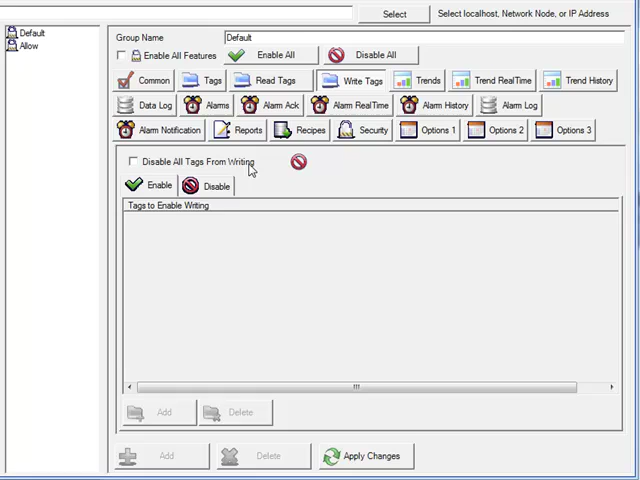 Select Select localhost, Network Node, or IP Address
Default
Allow
Group Name Default
Enable All Features Enable All Disable All
Common Tags Read Tags Write Tags Trends Trend RealTime Trend History
Data Log Alarms Alarm Ack Alarm RealTime Alarm History Alarm Log
Alarm Notification Reports Recipes Security Options 1 Options 2 Options 3
Disable All Tags From Writing
Enable Disable
Tags to Enable Writing
Add Delete
Add Delete Apply Changes